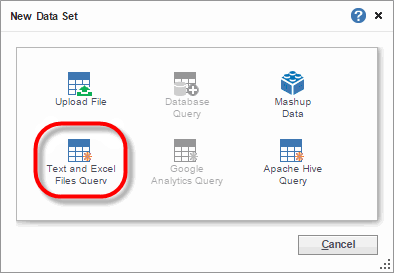 New Data Set
Upload File
Database
Query
Mashup
Data
Text and Excel
Files Query
Google
Analytics Query
Apache Hive
Query
Cancel